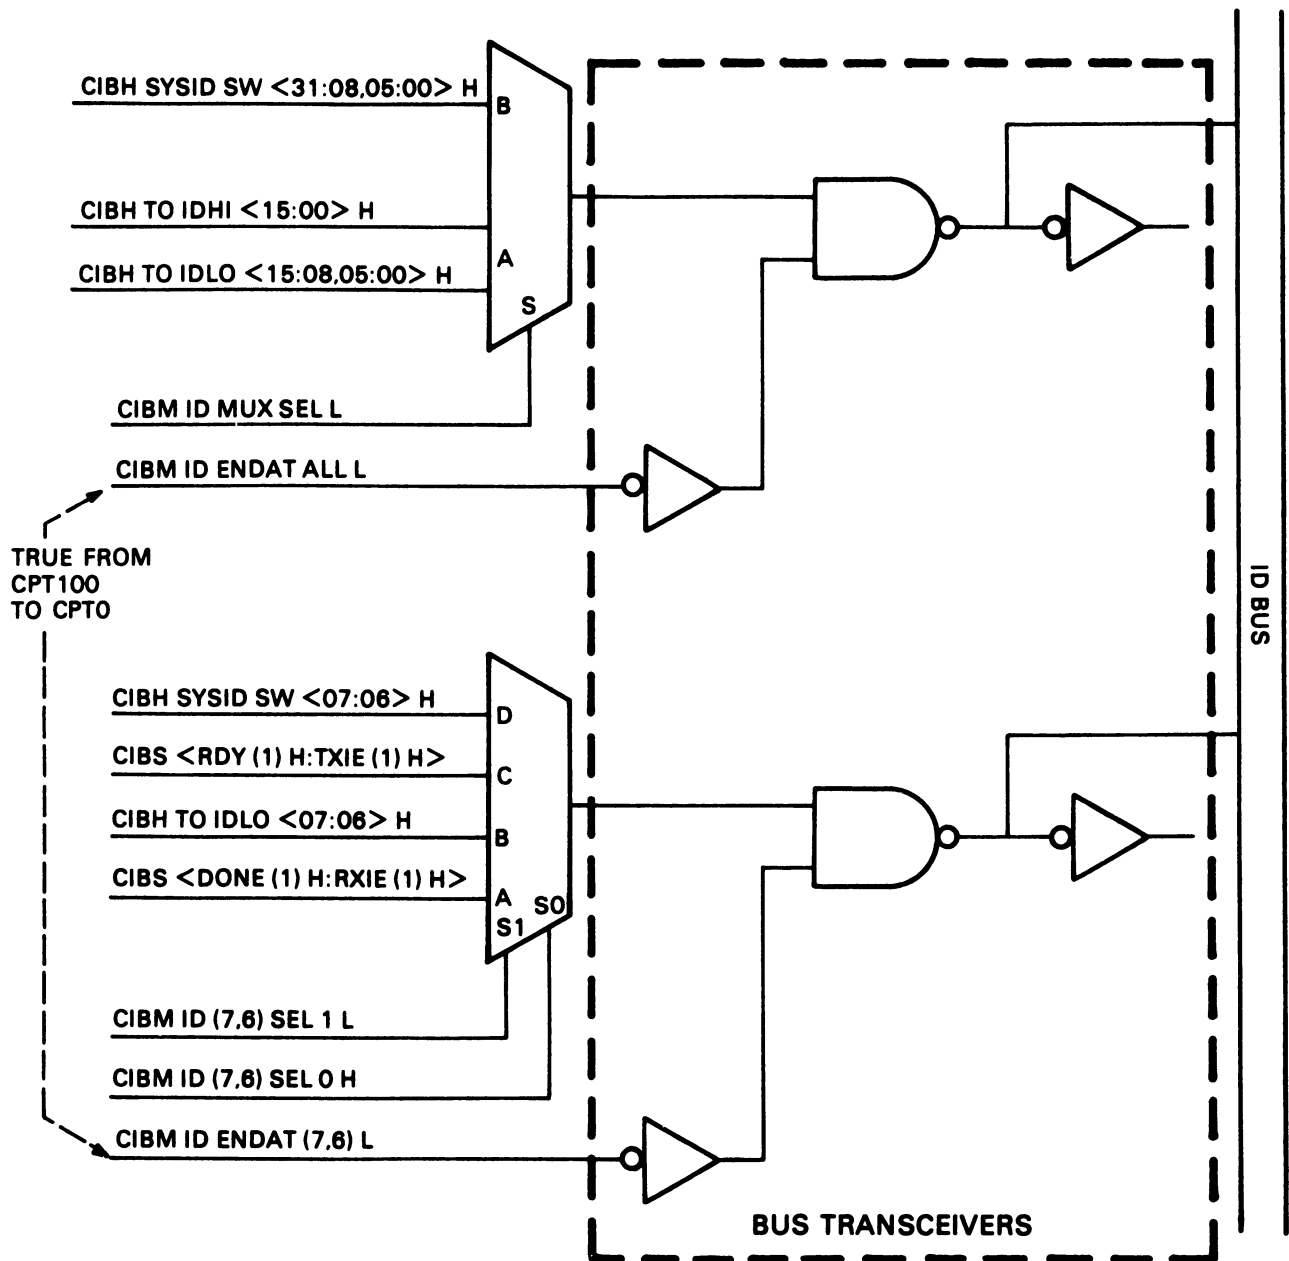 CIBH SYSID SW <31:08,05:00> H
B
CIBH TO IDHI <15:00> H
A
CIBH TO IDLO <15:08,05:00> H
S
CIBM ID MUX SEL L
CIBM ID ENDAT ALL L
TRUE FROM
CPT100
TO CPT0
ID BUS
CIBH SYSID SW <07:06> H
D
CIBS <RDY (1) H:TXIE (1) H>
C
CIBH TO IDLO <07:06> H
B
CIBS <DONE (1) H:RXIE (1) H>
A
S0
S1
CIBM ID (7,6) SEL 1 L
CIBM ID (7,6) SEL 0 H
CIBM ID ENDAT (7,6) L
BUS TRANSCEIVERS